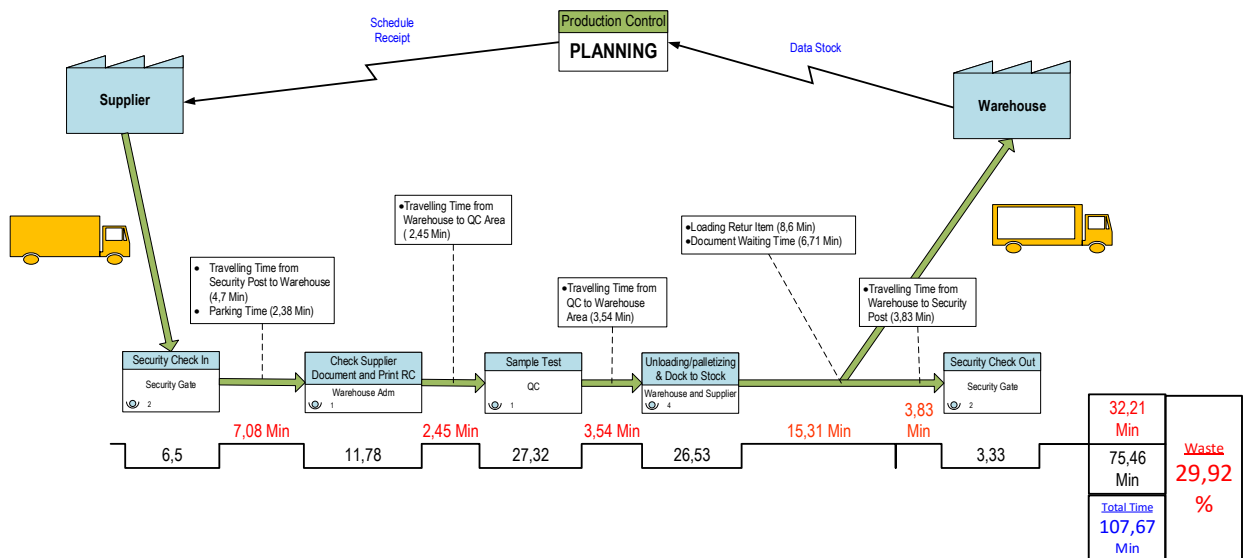 Production Control
PLANNING
Schedule
Receipt
Data Stock
Supplier
Warehouse
●Travelling Time from
Warehouse to QC Area
( 2,45 Min)
●Loading Retur Item (8,6 Min)
●Document Waiting Time (6,71 Min)
● Travelling Time from
Security Post to Warehouse
(4,7 Min)
● Parking Time (2,38 Min)
●Travelling Time from
QC to Warehouse
Area (3,54 Min)
●Travelling Time from
Warehouse to Security
Post (3,83 Min)
Security Check In
Security Gate
2
Check Supplier
Document and Print RC
Warehouse Adm
1
Sample Test
QC
1
Unloading/palletizing
& Dock to Stock
Warehouse and Supplier
4
Security Check Out
Security Gate
2
7,08 Min
2,45 Min
3,54 Min
15,31 Min
3,83
Min
6,5
11,78
27,32
26,53
3,33
32,21
Min
75,46
Min
Total Time
107,67
Min
Waste
29,92
%